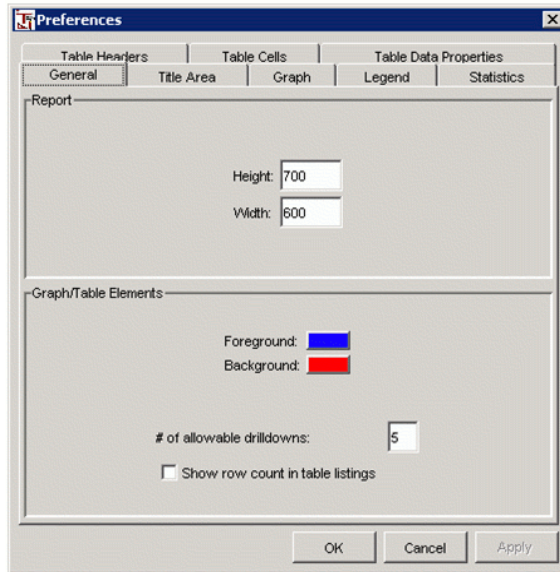 Preferences
Table Headers Table Cells Table Data Properties
General Title Area Graph Legend Statistics
Report
Height: 700
Width: 600
Graph/Table Elements
Foreground:
Background:
# of allowable drilldowns: 5
Show row count in table listings
OK Cancel Apply